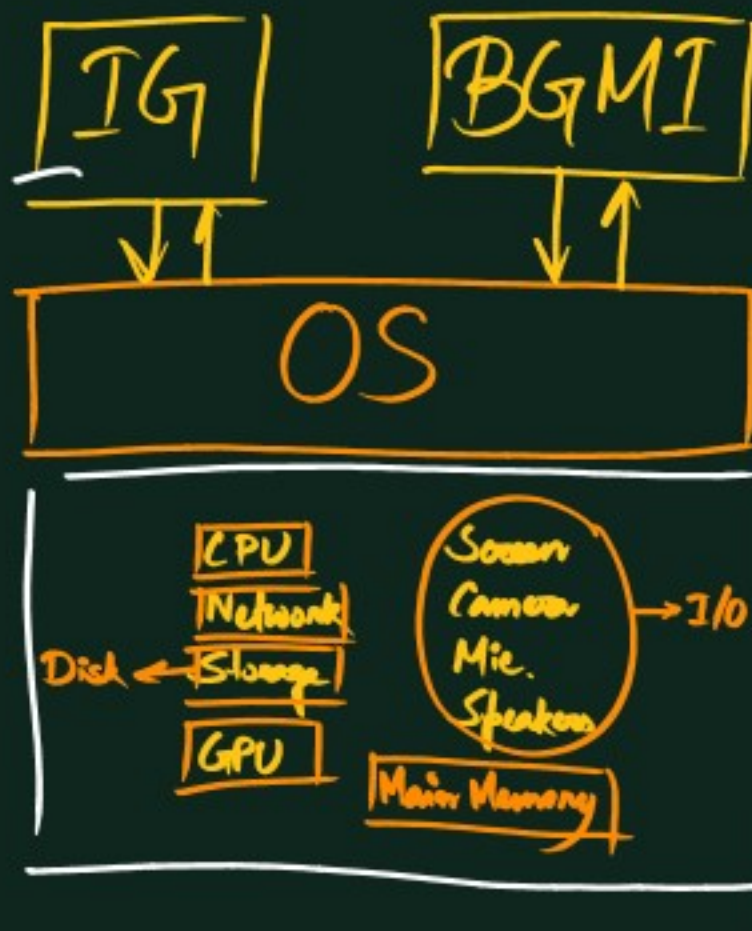 IG
BGMI
OS
CPU
Network
Disk
Storage
GPU
Screen
Camera
Mic.
Speakers
I/O
Main Memory